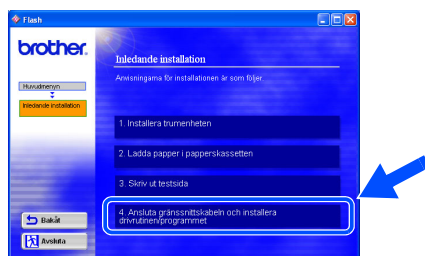 Flash
brother.
Inledande installation
Anvisningarna för installationen är som följer.
Huvudmenyn
Inledande installation
1. Installera trumenheten
2. Ladda papper i papperskassetten
3. Skriv ut testsida
4. Ansluta gränssnittskabeln och installera
drivrutinen/programmet
Bakåt
Avsluta